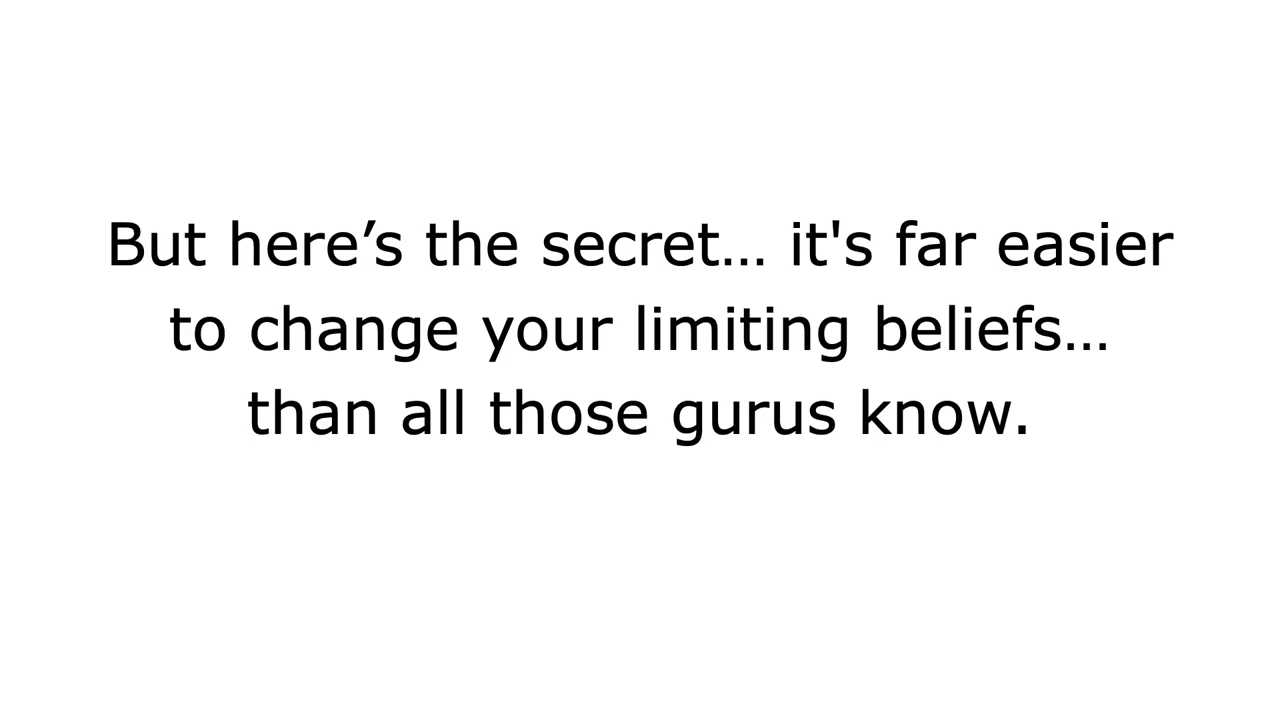 But here’s the secret… it's far easier
to change your limiting beliefs…
than all those gurus know.